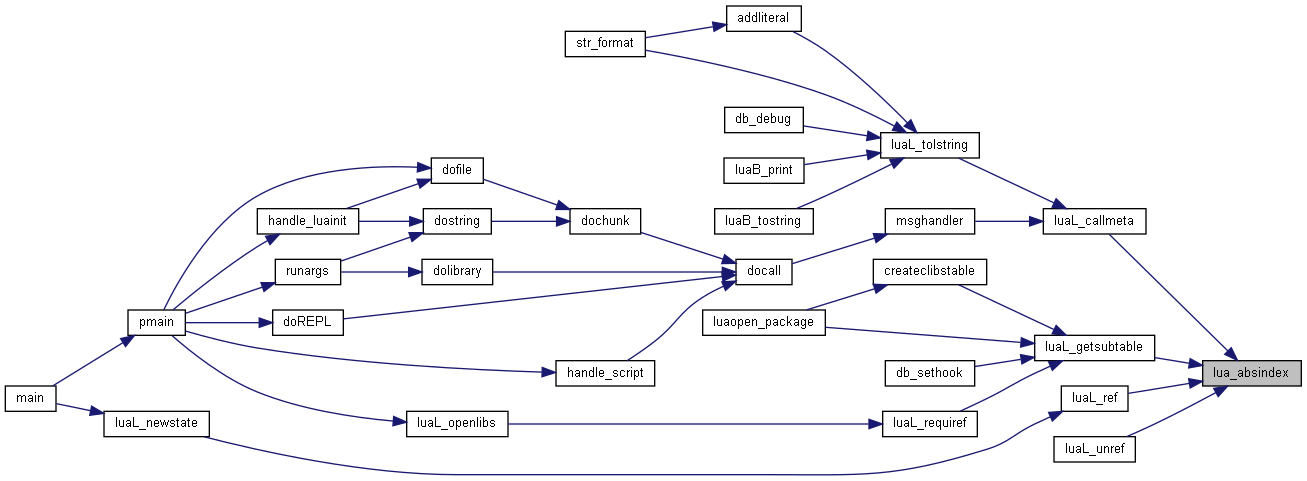 addliteral
str_format
db_debug
luaL_tolstring
dofile
luaB_print
handle_luainit
dostring
dochunk
luaB_tostring
msghandler
luaL_callmeta
runargs
dolibrary
docall
createclibstable
pmain
doREPL
luaopen_package
luaL_getsubtable
handle_script
db_sethook
lua_absindex
main
luaL_ref
luaL_newstate
luaL_openlibs
luaL_requiref
luaL_unref